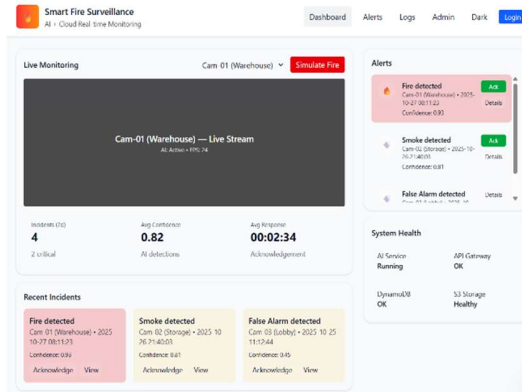 Smart Fire Surveillance
AI + Cloud Real time Monitoring
Dashboard
Alerts
Logs
Admin
Dark
Login
Live Monitoring
Cam 01 (Warehouse)
Simulate Fire
Cam-01 (Warehouse) — Live Stream
AI: Active • FPS: 24
Incidents
4
2 critical
Avg Confidence
0.82
AI detections
Avg Response
00:02:34
Acknowledgement
Recent Incidents
Fire detected
Cam 01 (Warehouse) • 2025
10-27 08:11:23
Confidence: 0.93
Acknowledge View
Smoke detected
Cam 02 (Storage) • 2025 10
26 21:40:03
Confidence: 0.81
Acknowledge View
False Alarm detected
Cam 03 (Lobby) • 2025 10 25
11:12:44
Confidence: 0.45
Acknowledge View
Alerts
Fire detected
Cam-01 (Warehouse) • 2025-
10-27 08:11:23
Confidence: 0.93
Ack
Details
Smoke detected
Cam-02 (Storage) • 2025-10-
26 21:40:03
Confidence: 0.81
Ack
Details
False Alarm detected
Details
System Health
AI Service
Running
API Gateway
OK
DynamoDB
OK
S3 Storage
Healthy